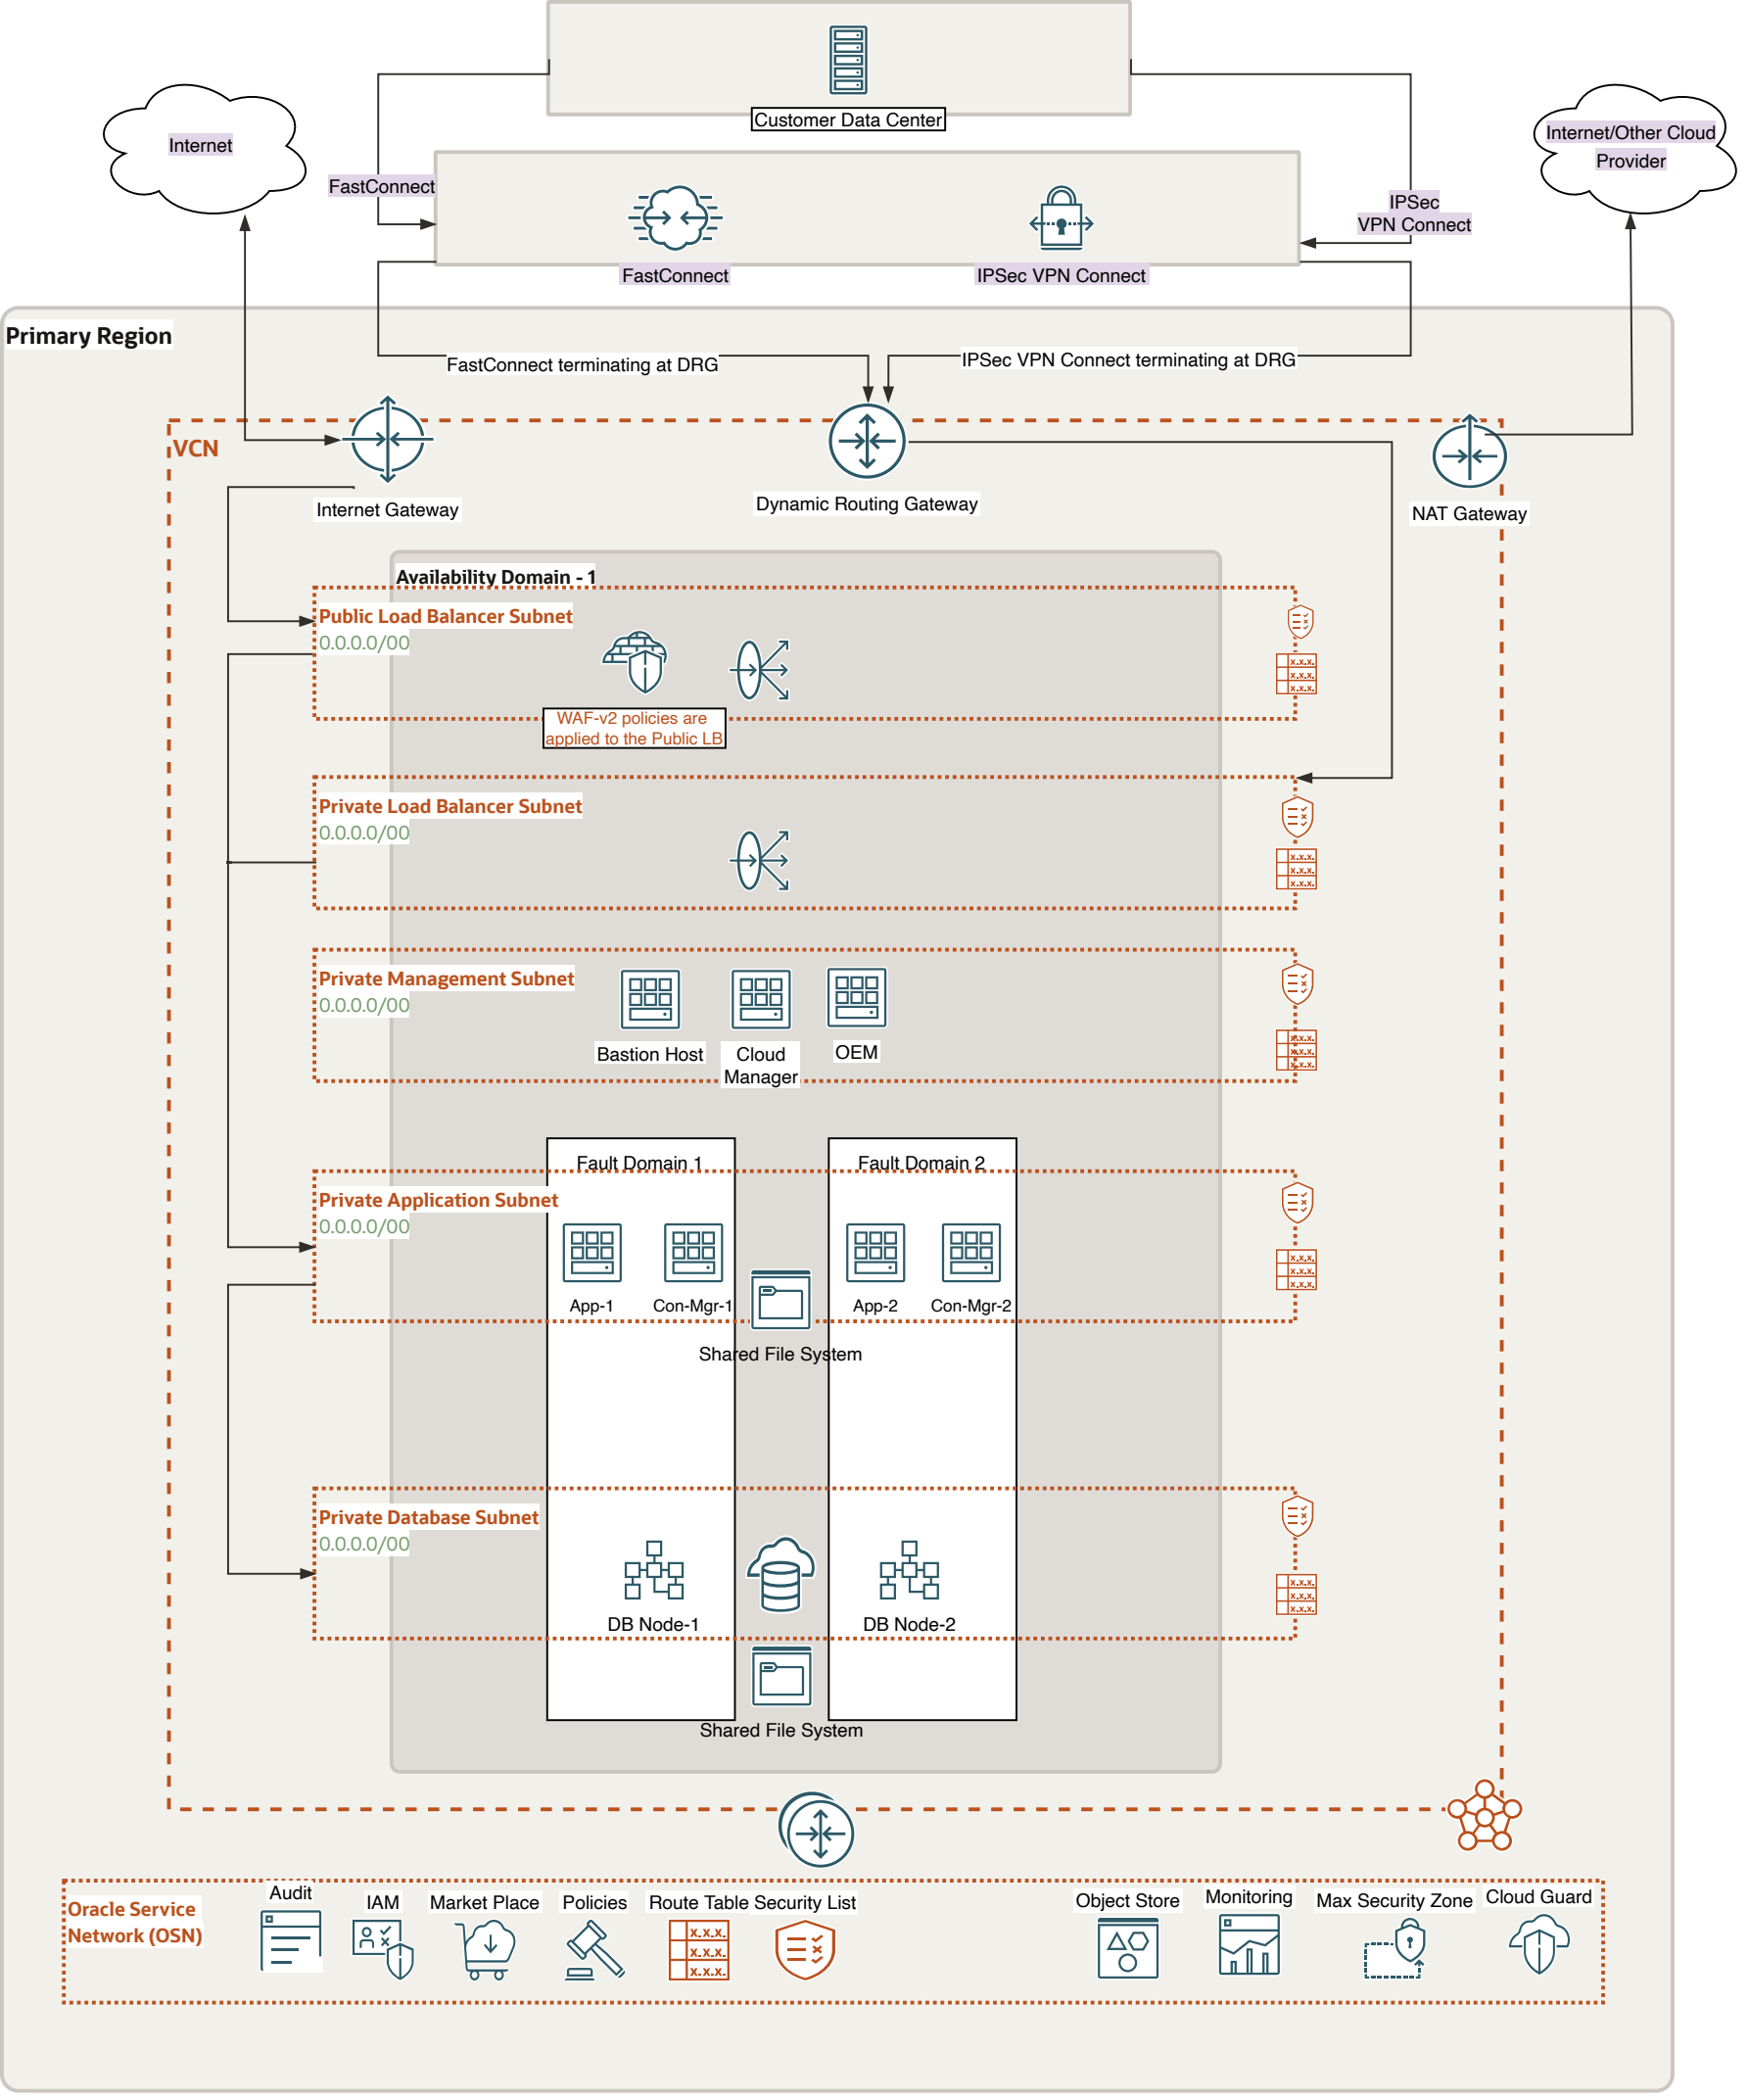 Customer Data Center
Internet
Internet/Other Cloud
Provider
FastConnect
IPSec
VPN Connect
FastConnect
IPSec VPN Connect
Primary Region
FastConnect terminating at DRG
IPSec VPN Connect terminating at DRG
VCN
Internet Gateway
Dynamic Routing Gateway
NAT Gateway
Availability Domain - 1
Public Load Balancer Subnet
0.0.0.0/00
WAF-v2 policies are
applied to the Public LB
x.x.x.
x.x.x.
x.x.x.
Private Load Balancer Subnet
0.0.0.0/00
x.x.x.
x.x.x.
x.x.x.
Private Management Subnet
0.0.0.0/00
Bastion Host
Cloud
Manager
OEM
x.x.x.
x.x.x.
x.x.x.
Fault Domain 1
Fault Domain 2
Private Application Subnet
0.0.0.0/00
App-1
Con-Mgr-1
App-2
Con-Mgr-2
x.x.x.
x.x.x.
x.x.x.
Shared File System
Private Database Subnet
0.0.0.0/00
DB Node-1
DB Node-2
x.x.x.
x.x.x.
x.x.x.
Shared File System
Oracle Service
Network (OSN)
Audit
IAM
Market Place
Policies
Route Table
Security List
Object Store
Monitoring
Max Security Zone
Cloud Guard
x.x.x.
x.x.x.
x.x.x.